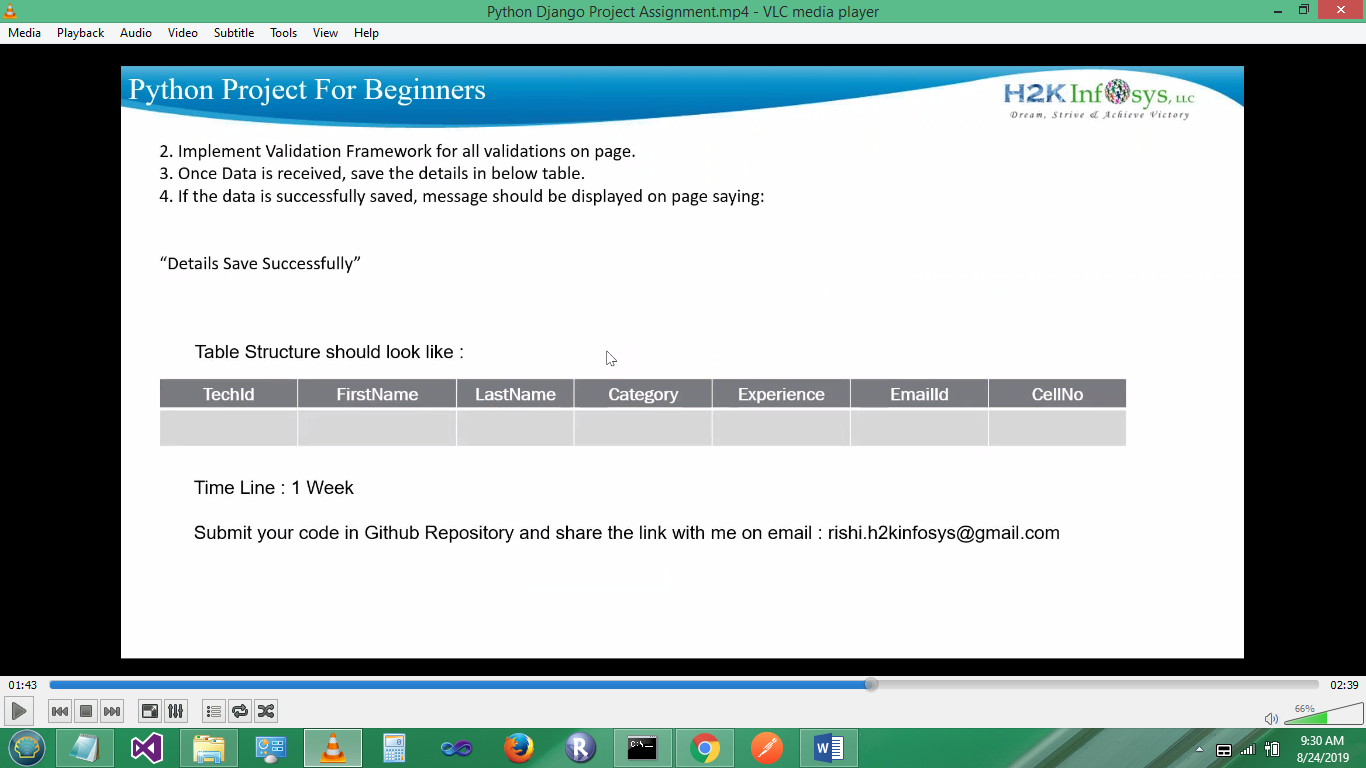 Python Django Project Assignment.mp4 - VLC media player
Media Playback Audio Video Subtitle Tools View Help
Python Project For Beginners
H2K Infosys, LLC
Dream, Strive & Achieve Victory
2. Implement Validation Framework for all validations on page.
3. Once Data is received, save the details in below table.
4. If the data is successfully saved, message should be displayed on page saying:
“Details Save Successfully”
Table Structure should look like :
TechId FirstName LastName Category Experience EmailId CellNo
Time Line : 1 Week
Submit your code in Github Repository and share the link with me on email : rishi.h2kinfosys@gmail.com
01:43 02:39
66%
C:\_
R
W
9:30 AM
8/24/2019